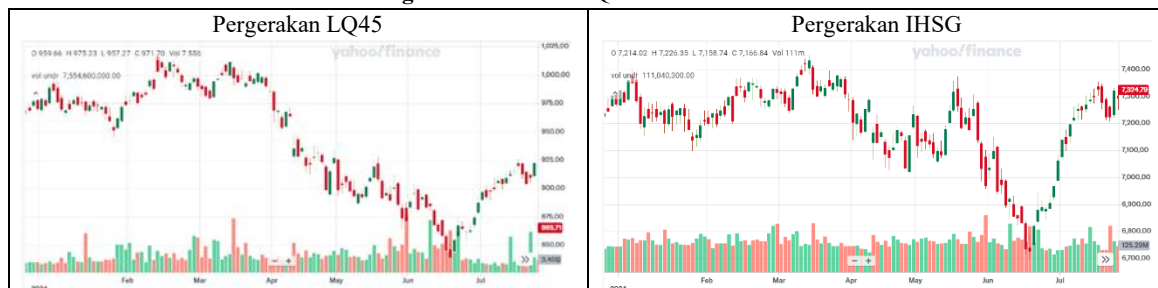 Pergerakan LQ45
Pergerakan IHSG
O 959.66 H 975.23 L 957.27 C 971.70 Vol 7.55b
yahoo!finance
vol undr 7,554,600,000.00
1,025.00
1,000.00
975.00
950.00
925.00
900.00
875.00
850.00
Feb
Mar
Apr
May
Jun
Jul
O 7,214.02 H 7,226.35 L 7,158.74 C 7,166.84 Vol 111m
yahoo!finance
vol undr 111,040,300.00
7,400.00
7,324.79
7,300.00
7,200.00
7,100.00
7,000.00
6,900.00
6,800.00
125.29M
6,700.00
Feb
Mar
Apr
May
Jun
Jul